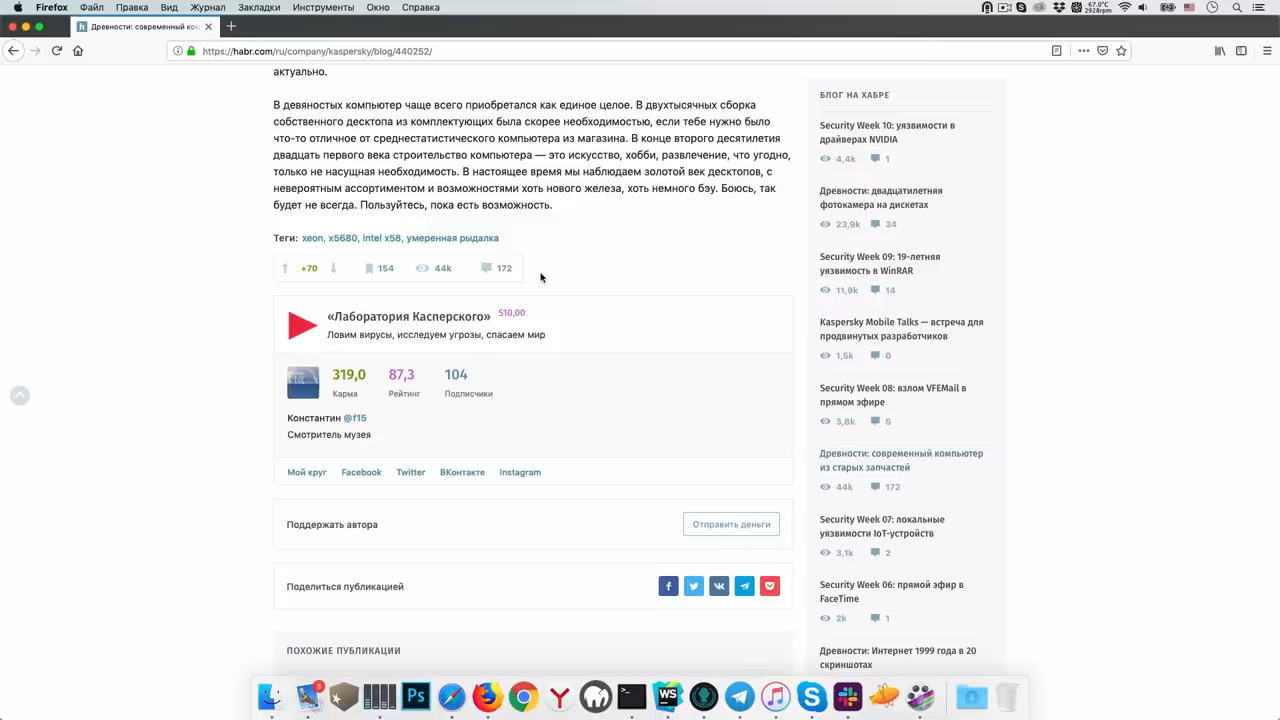 Firefox Файл Правка Вид Журнал Закладки Инструменты Окно Справка
67.0°C
2928rpm
Древности: современный ком
https://habr.com/ru/company/kaspersky/blog/440252/
актуально.
В девяностых компьютер чаще всего приобретался как единое целое. В двухтысячных сборка
собственного десктопа из комплектующих была скорее необходимостью, если тебе нужно было
что-то отличное от среднестатистического компьютера из магазина. В конце второго десятилетия
двадцать первого века строительство компьютера — это искусство, хобби, развлечение, что угодно,
только не насущная необходимость. В настоящее время мы наблюдаем золотой век десктопов, с
невероятным ассортиментом и возможностями хоть нового железа, хоть немного бэу. Боюсь, так
будет не всегда. Пользуйтесь, пока есть возможность.
Теги: xeon, x5680, intel x58, умеренная рыдалка
+70 154 44k 172
«Лаборатория Касперского» 510,00
Ловим вирусы, исследуем угрозы, спасаем мир
319,0 87,3 104
Карма Рейтинг Подписчики
Константин @f15
Смотритель музея
Мой круг Facebook Twitter ВКонтакте Instagram
Поддержать автора Отправить деньги
Поделиться публикацией
ПОХОЖИЕ ПУБЛИКАЦИИ
БЛОГ НА ХАБРЕ
Security Week 10: уязвимости в
драйверах NVIDIA
4,4k 1
Древности: двадцатилетняя
фотокамера на дискетах
23,9k 34
Security Week 09: 19-летняя
уязвимость в WinRAR
11,9k 14
Kaspersky Mobile Talks — встреча для
продвинутых разработчиков
1,5k 0
Security Week 08: взлом VFEMail в
прямом эфире
3,8k 5
Древности: современный компьютер
из старых запчастей
44k 172
Security Week 07: локальные
уязвимости IoT-устройств
3,1k 2
Security Week 06: прямой эфир в
FaceTime
2k 1
Древности: Интернет 1999 года в 20
скриншотах
3
Ps
WS